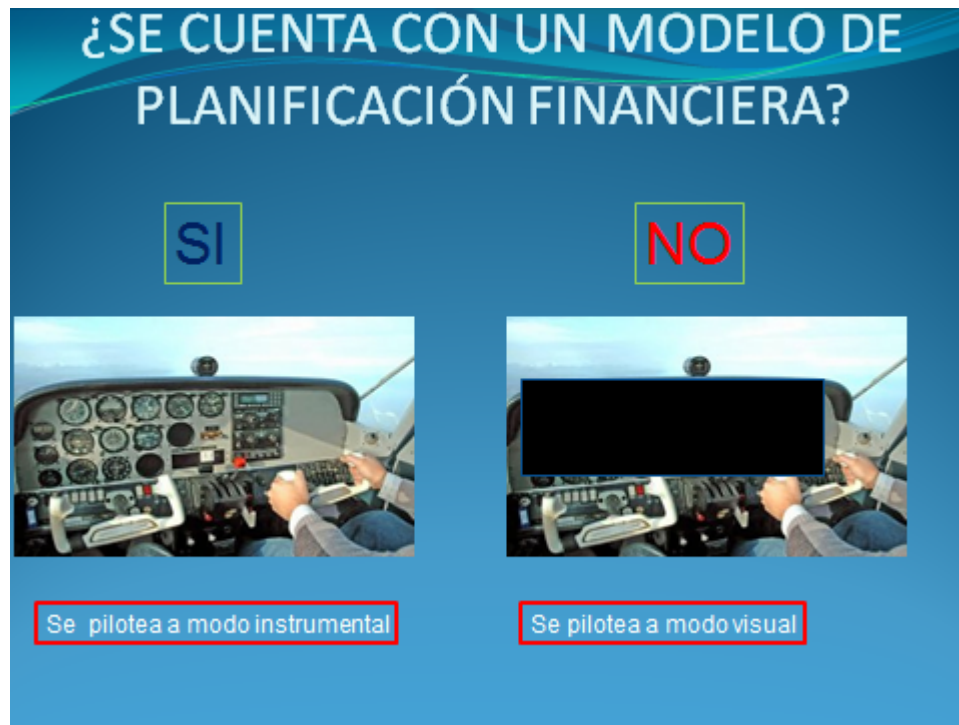 ¿SE CUENTA CON UN MODELO DE
PLANIFICACIÓN FINANCIERA?
SI
NO
Se pilotea a modo instrumental
Se pilotea a modo visual